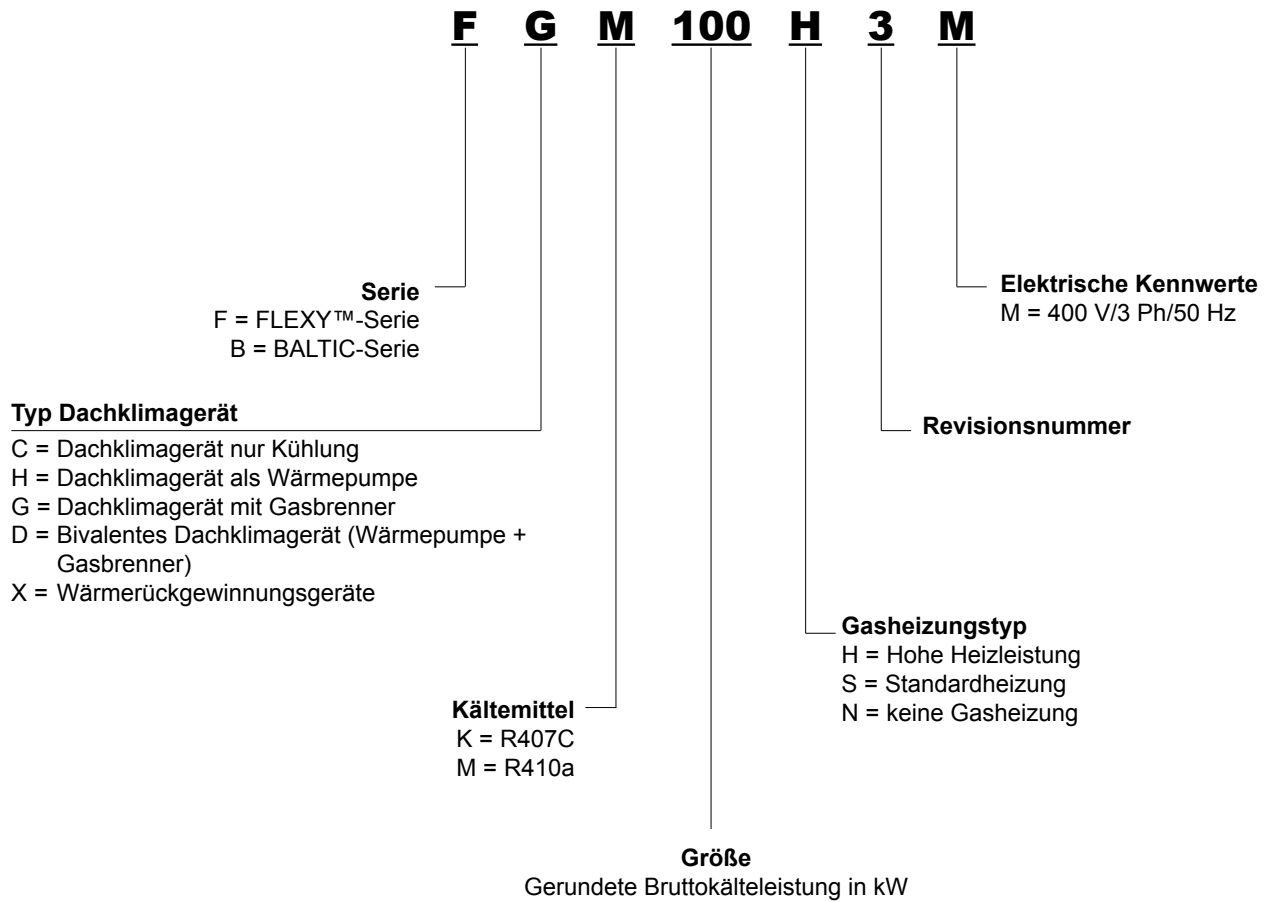 F G M 100 H 3 M
Serie
F = FLEXY™-Serie
B = BALTIC-Serie
Elektrische Kennwerte
M = 400 V/3 Ph/50 Hz
Typ Dachklimagerät
C = Dachklimagerät nur Kühlung
H = Dachklimagerät als Wärmepumpe
G = Dachklimagerät mit Gasbrenner
D = Bivalentes Dachklimagerät (Wärmepumpe +
Gasbrenner)
X = Wärmerückgewinnungsgeräte
Revisionsnummer
Gasheizungstyp
H = Hohe Heizleistung
S = Standardheizung
N = keine Gasheizung
Kältemittel
K = R407C
M = R410a
Größe
Gerundete Bruttokälteleistung in kW